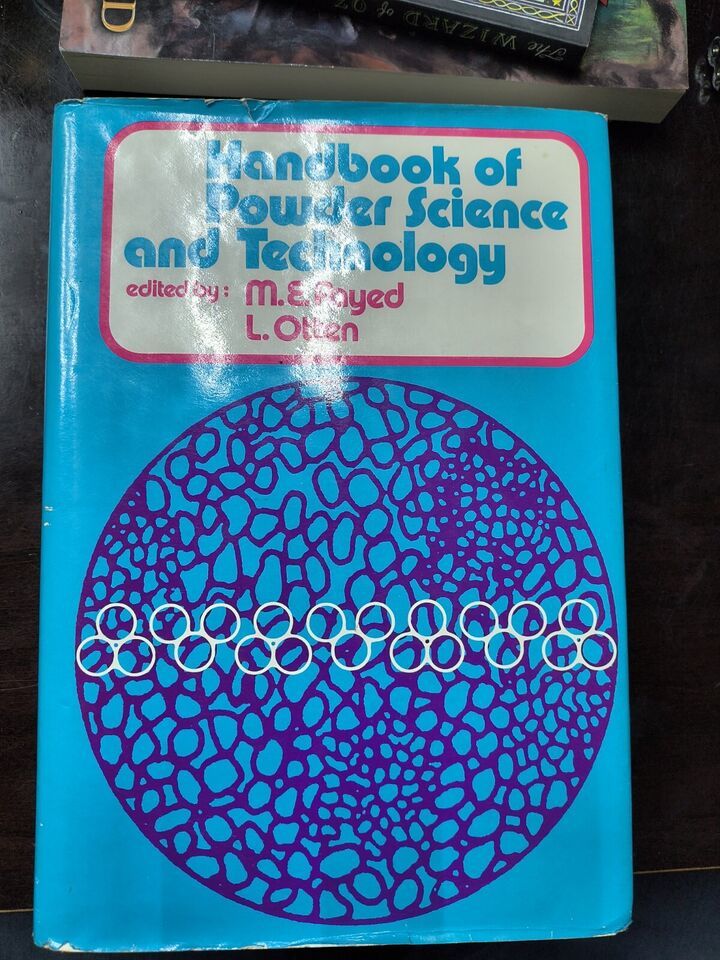 D
The WIZARD of OZ
Handbook of
Powder Science
and Technology
edited by: M.E. Fayed
L. Otten